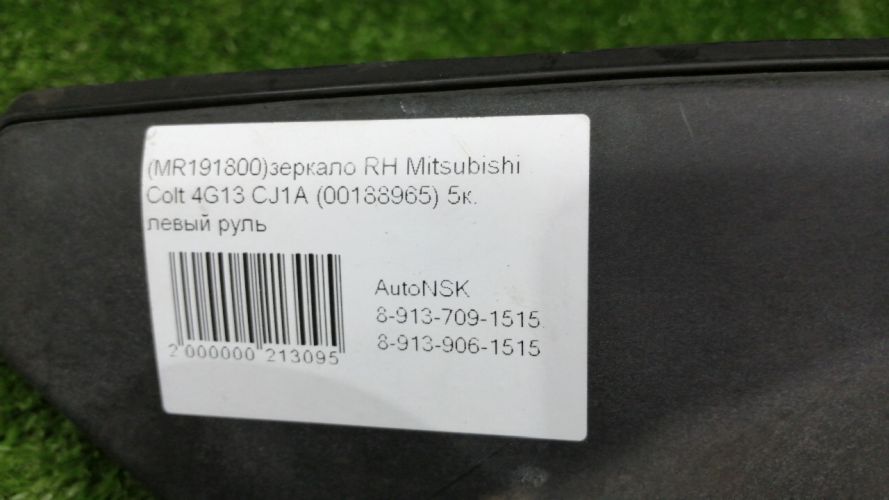 (MR191800)зеркало RH Mitsubishi
Colt 4G13 CJ1A (00188965) 5к.
левый руль
AutoNSK
8-913-709-1515
8-913-906-1515
2 000000 213095